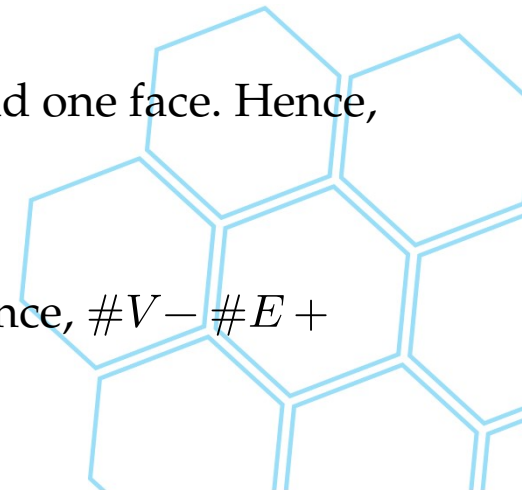 d one face. Hence,
nce, #V − #E +